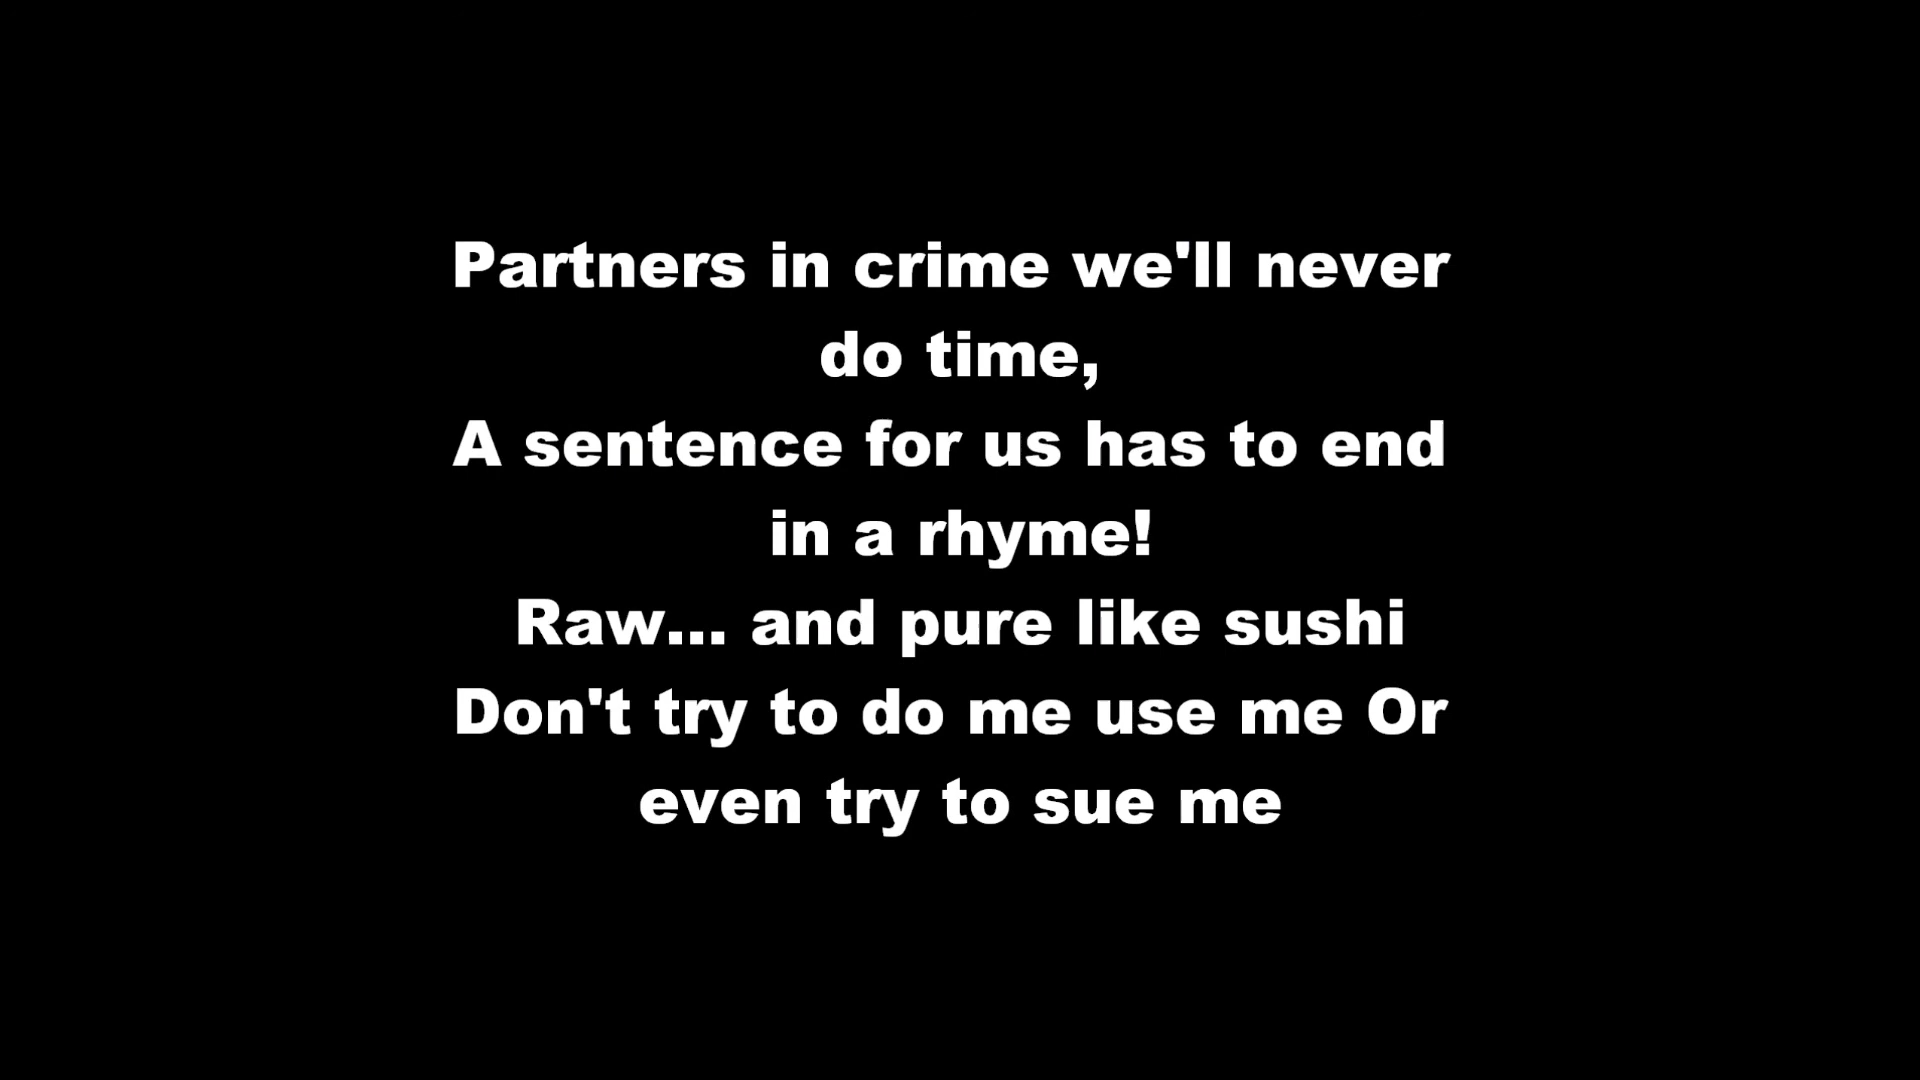 Partners in crime we'll never
do time,
A sentence for us has to end
in a rhyme!
Raw... and pure like sushi
Don't try to do me use me Or
even try to sue me